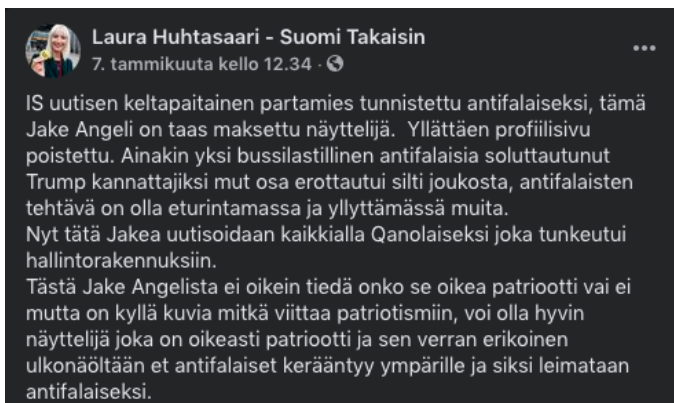 Laura Huhtasaari - Suomi Takaisin
7. tammikuuta kello 12.34 ·
IS uutisen keltapaitainen partamies tunnistettu antifalaiseksi, tämä
Jake Angeli on taas maksettu näyttelijä.  Yllättäen profiilisivu
poistettu. Ainakin yksi bussilastillinen antifalaisia soluttautunut
Trump kannattajiksi mut osa erottautui silti joukosta, antifalaisten
tehtävä on olla eturintamassa ja yllyttämässä muita.
Nyt tätä Jakea uutisoidaan kaikkialla Qanolaiseksi joka tunkeutui
hallintorakennuksiin.
Tästä Jake Angelista ei oikein tiedä onko se oikea patriootti vai ei
mutta on kyllä kuvia mitkä viittaa patriotismiin, voi olla hyvin
näyttelijä joka on oikeasti patriootti ja sen verran erikoinen
ulkonäöltään et antifalaiset kerääntyy ympärille ja siksi leimataan
antifalaiseksi.